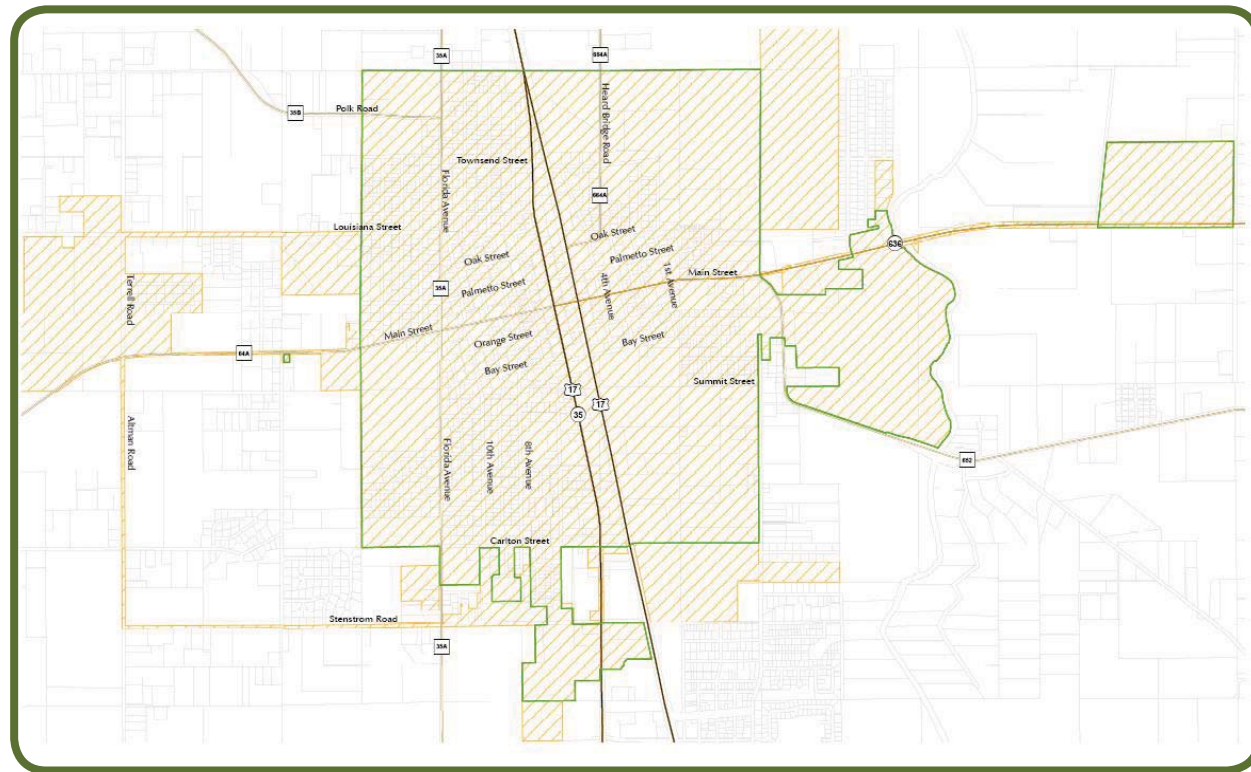 35A
664A
Polk Road
35B
Heard Bridge Road
Townsend Street
Florida Avenue
664A
Louisiana Street
Oak Street
Oak Street
636
Palmetto Street
1st Avenue
Main Street
4th Avenue
Terrell Road
35A
Palmetto Street
Main Street
Orange Street
Bay Street
64A
Bay Street
Summit Street
17
17
35
Altman Road
Florida Avenue
10th Avenue
8th Avenue
652
Carlton Street
Stenstrom Road
35A